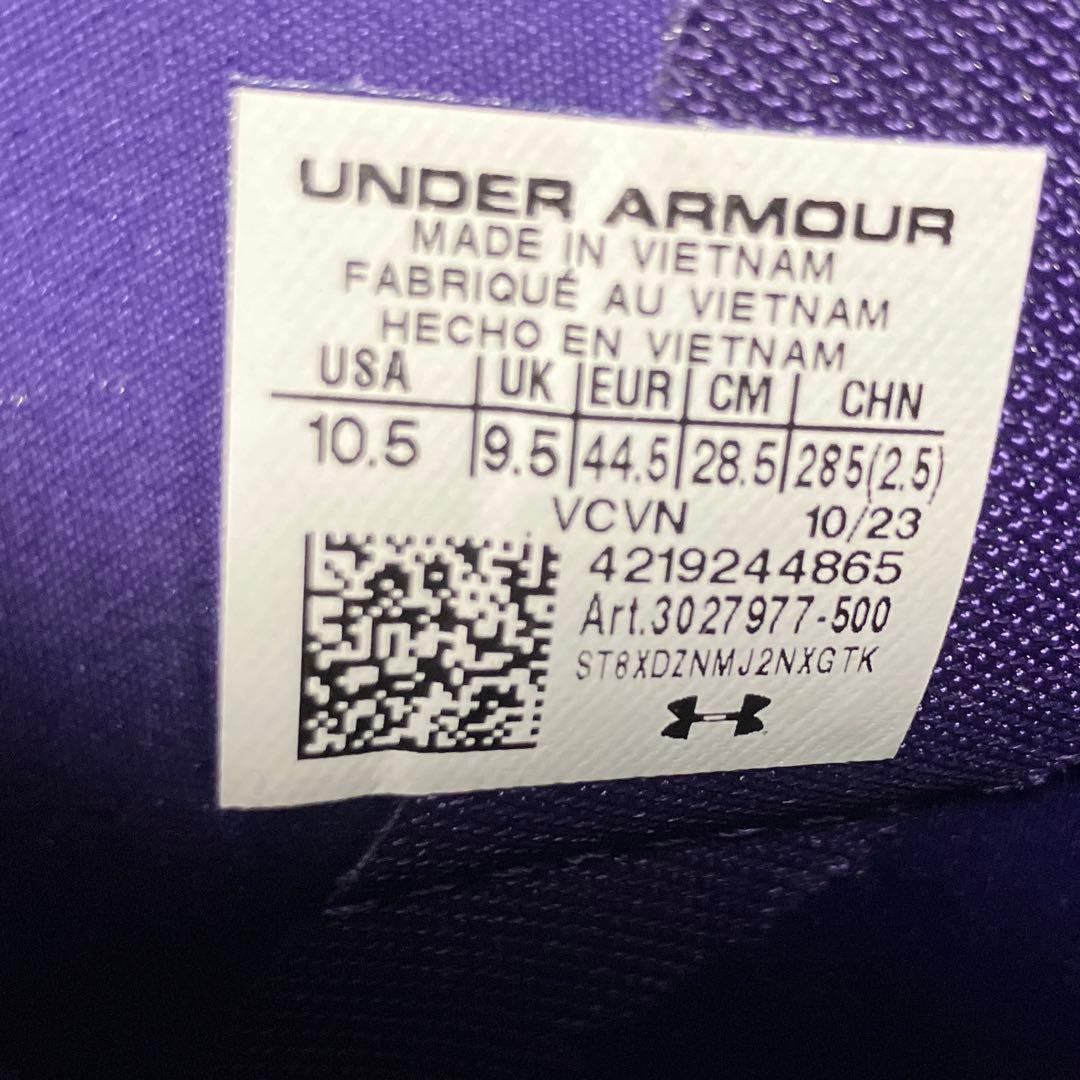 UNDER ARMOUR
MADE IN VIETNAM
FABRIQUÉ AU VIETNAM
HECHO EN VIETNAM
USA UK EUR CM CHN
10.5 9.5 44.5 28.5 285(2.5)
VCVN 10/23
4219244865
Art.3027977-500
ST8XDZNMJ2NXGTK